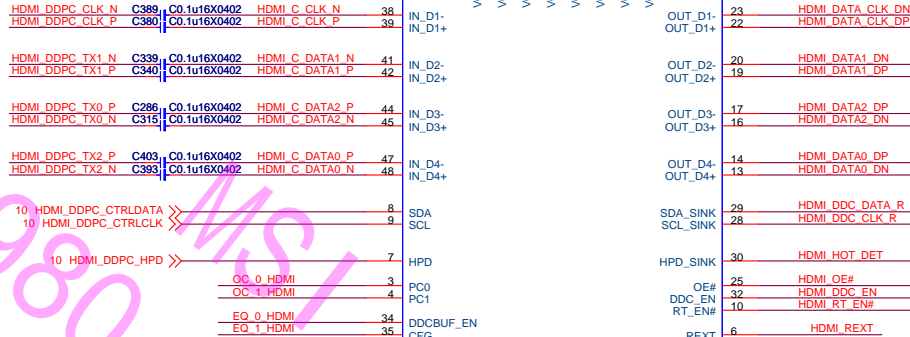 HDMI_DDPC_CLK_N C389 C0.1u16X0402 HDMI_C_CLK_N 38 IN_D1- OUT_D1- 23 HDMI_DATA_CLK_DN
HDMI_DDPC_CLK_P C380 C0.1u16X0402 HDMI_C_CLK_P 39 IN_D1+ OUT_D1+ 22 HDMI_DATA_CLK_DP
HDMI_DDPC_TX1_N C339 C0.1u16X0402 HDMI_C_DATA1_N 41 IN_D2- OUT_D2- 20 HDMI_DATA1_DN
HDMI_DDPC_TX1_P C340 C0.1u16X0402 HDMI_C_DATA1_P 42 IN_D2+ OUT_D2+ 19 HDMI_DATA1_DP
HDMI_DDPC_TX0_P C286 C0.1u16X0402 HDMI_C_DATA2_P 44 IN_D3- OUT_D3- 17 HDMI_DATA2_DP
HDMI_DDPC_TX0_N C315 C0.1u16X0402 HDMI_C_DATA2_N 45 IN_D3+ OUT_D3+ 16 HDMI_DATA2_DN
HDMI_DDPC_TX2_P C403 C0.1u16X0402 HDMI_C_DATA0_P 47 IN_D4- OUT_D4- 14 HDMI_DATA0_DP
HDMI_DDPC_TX2_N C393 C0.1u16X0402 HDMI_C_DATA0_N 48 IN_D4+ OUT_D4+ 13 HDMI_DATA0_DN
10 HDMI_DDPC_CTRLDATA 8 SDA SDA_SINK 29 HDMI_DDC_DATA_R
10 HDMI_DDPC_CTRLCLK 9 SCL SCL_SINK 28 HDMI_DDC_CLK_R
10 HDMI_DDPC_HPD 7 HPD HPD_SINK 30 HDMI_HOT_DET
OC_0_HDMI 3 PC0 OE# 25 HDMI_OE#
OC_1_HDMI 4 PC1 DDC_EN 32 HDMI_DDC_EN
RT_EN# 10 HDMI_RT_EN#
EQ_0_HDMI 34 DDCBUF_EN
EQ_1_HDMI 35 CFG REXT 6 HDMI_REXT
MSI
980